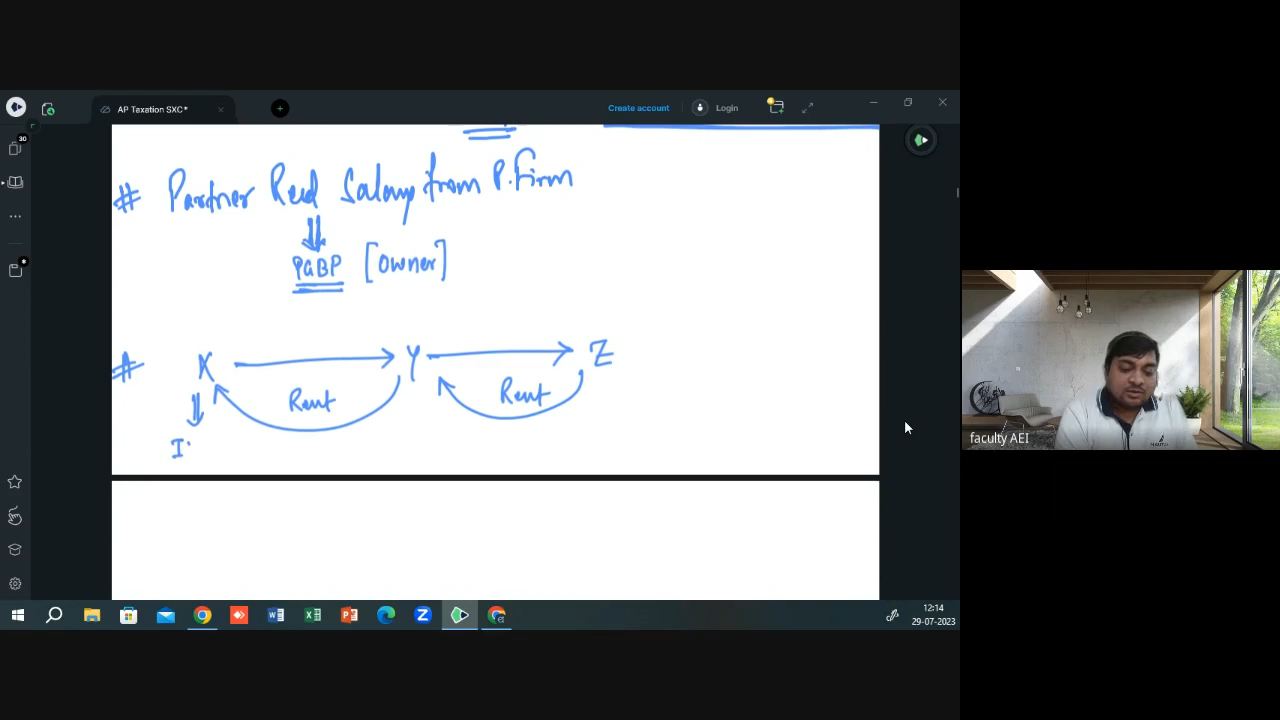 AP Taxation SXC*
Create account
Login
30
# Partner Recd Salary from P. Firm
PGBP [Owner]
# X Y Z
Rent Rent
I
faculty AEI
12:14
29-07-2023